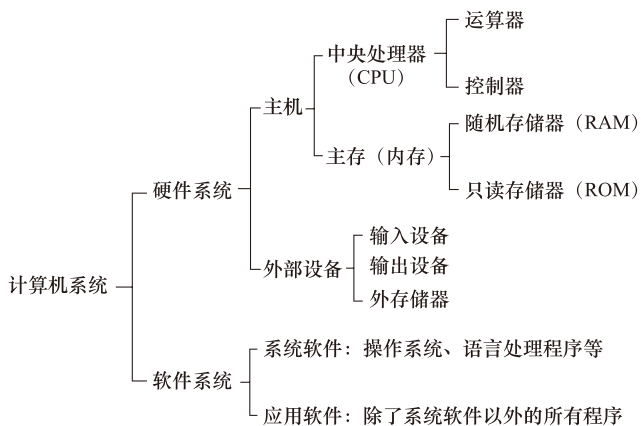 运算器
中央处理器
（CPU）
控制器
主机
随机存储器（RAM）
主存（内存）
硬件系统
只读存储器（ROM）
输入设备
外部设备
输出设备
计算机系统
外存储器
系统软件：操作系统、语言处理程序等
软件系统
应用软件：除了系统软件以外的所有程序